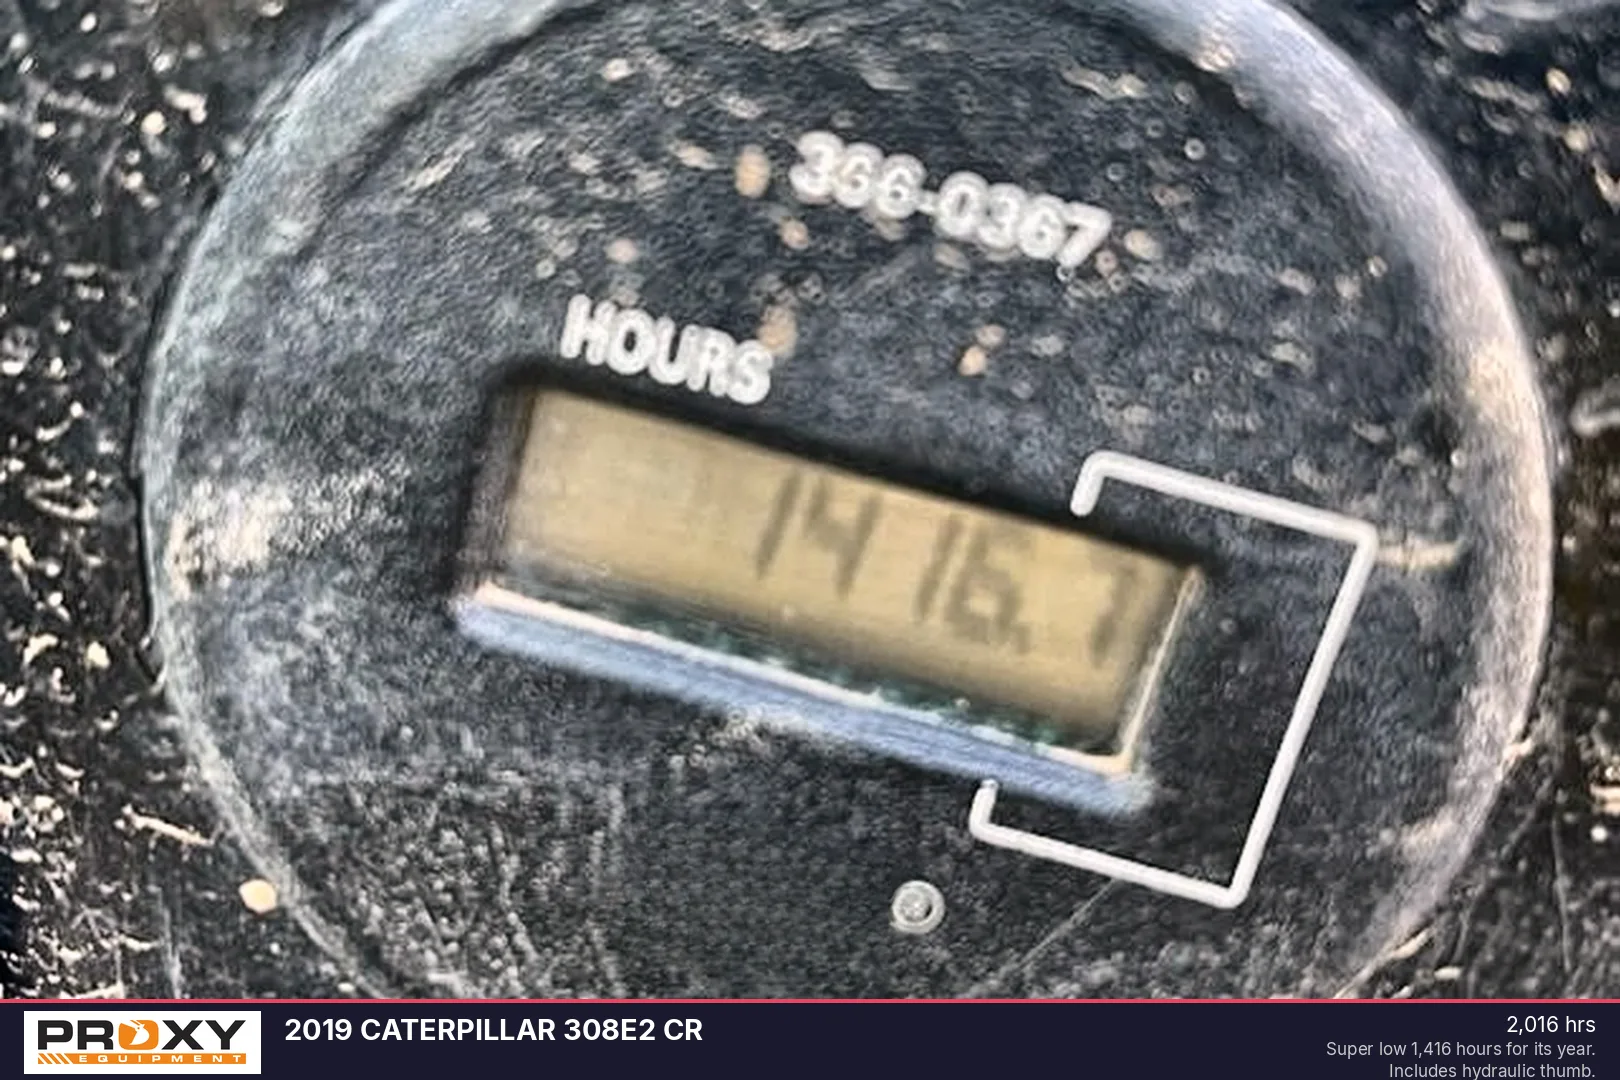 366-0367
HOURS
1416.7
PROXY
EQUIPMENT
2019 CATERPILLAR 308E2 CR
2,016 hrs
Super low 1,416 hours for its year.
Includes hydraulic thumb.